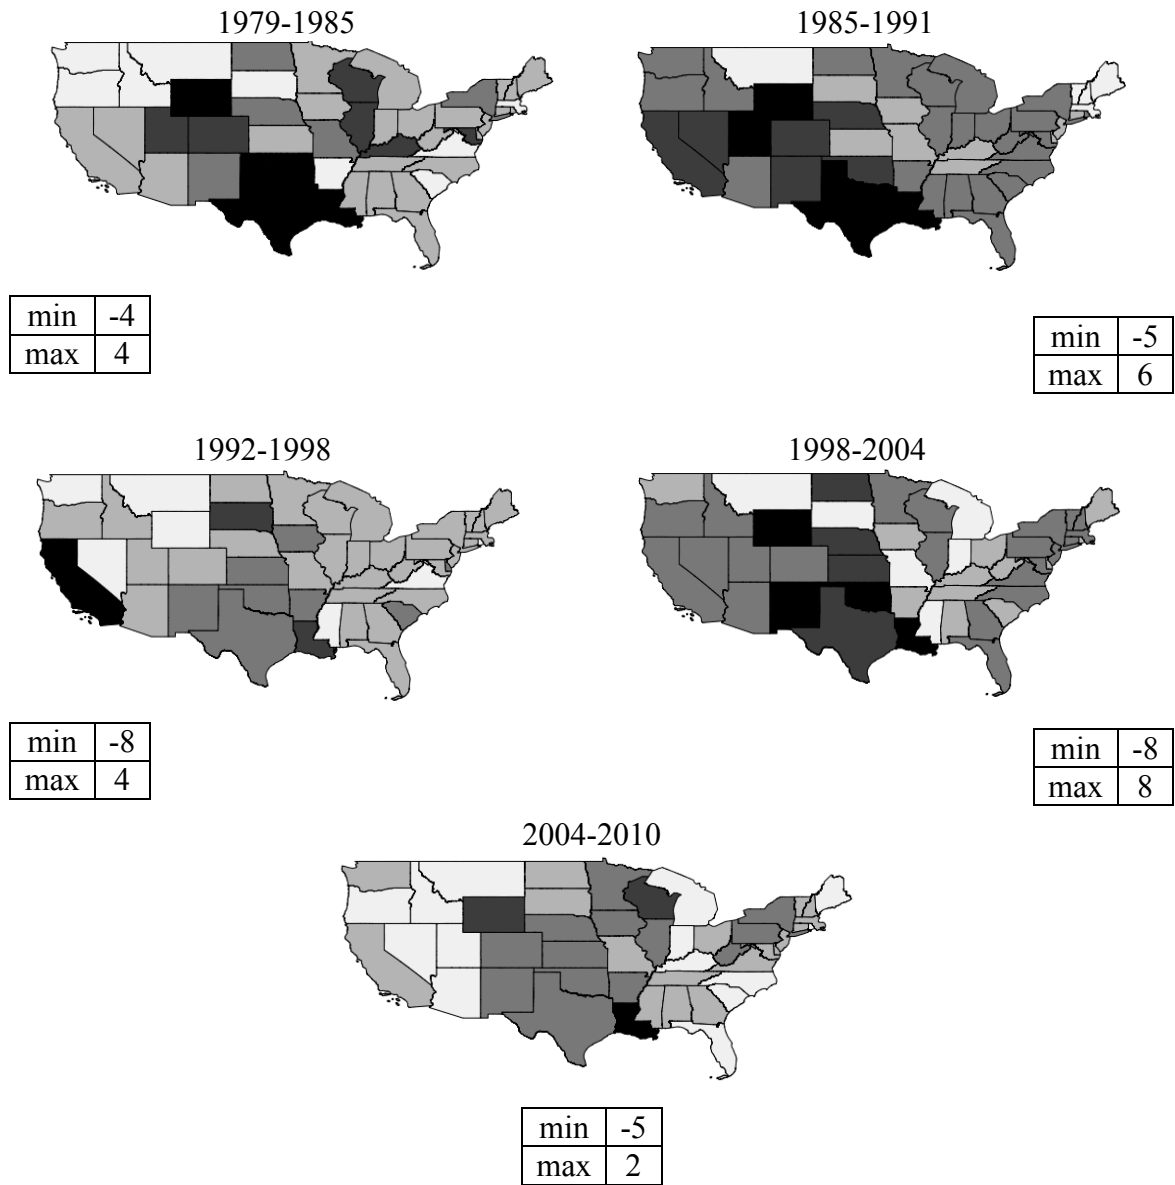 1979-1985
1985-1991
min -4
max 4
min -5
max 6
1992-1998
1998-2004
min -8
max 4
min -8
max 8
2004-2010
min -5
max 2